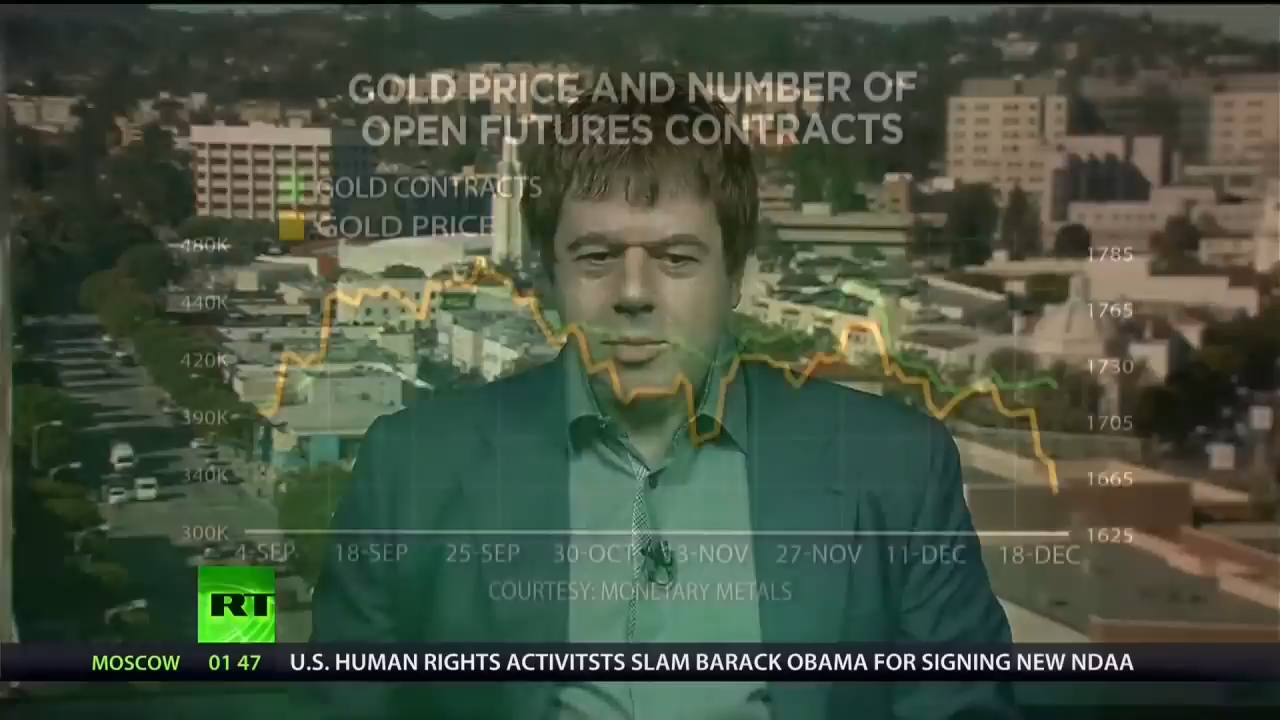 GOLD PRICE AND NUMBER OF
OPEN FUTURES CONTRACTS
GOLD CONTRACTS
GOLD PRICE
480K
440K
420K
390K
340K
300K
1785
1765
1730
1705
1665
1625
4-SEP 18-SEP 25-SEP 30-OCT 13-NOV 27-NOV 11-DEC 18-DEC
COURTESY: MONETARY METALS
RT
MOSCOW 01 47 U.S. HUMAN RIGHTS ACTIVITSTS SLAM BARACK OBAMA FOR SIGNING NEW NDAA